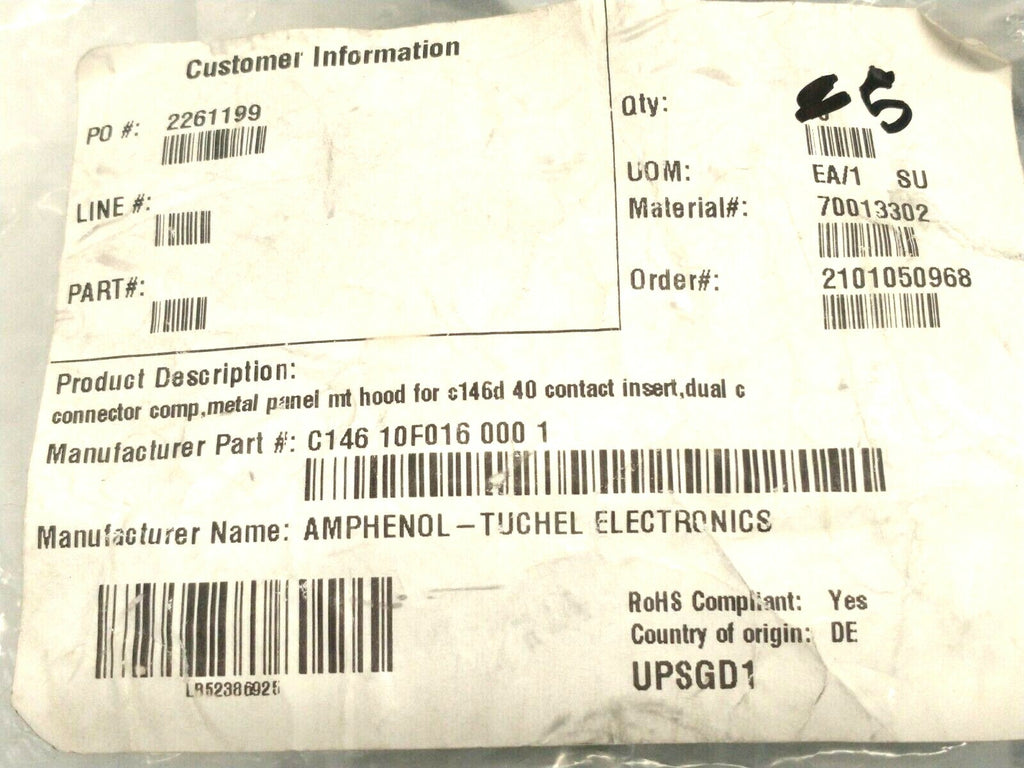 Customer Information
PO #: 2261199
LINE #:
PART#:
Qty: 5
UOM: EA/1 SU
Material#: 70013302
Order#: 2101050968
Product Description:
connector comp,metal panel mt hood for c146d 40 contact insert,dual c
Manufacturer Part #: C146 10F016 000 1
Manufacturer Name: AMPHENOL-TUCHEL ELECTRONICS
LR52386925
RoHS Compliant: Yes
Country of origin: DE
UPSGD1